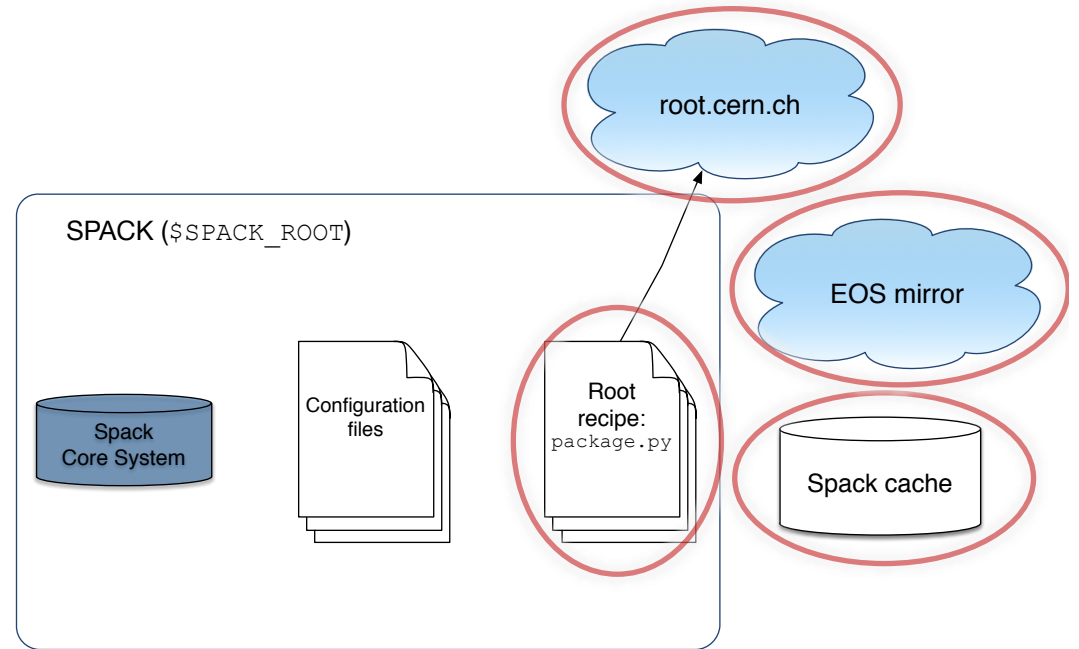 root.cern.ch
SPACK ($SPACK_ROOT)
EOS mirror
Spack
Core System
Configuration
files
Root
recipe:
package.py
Spack cache